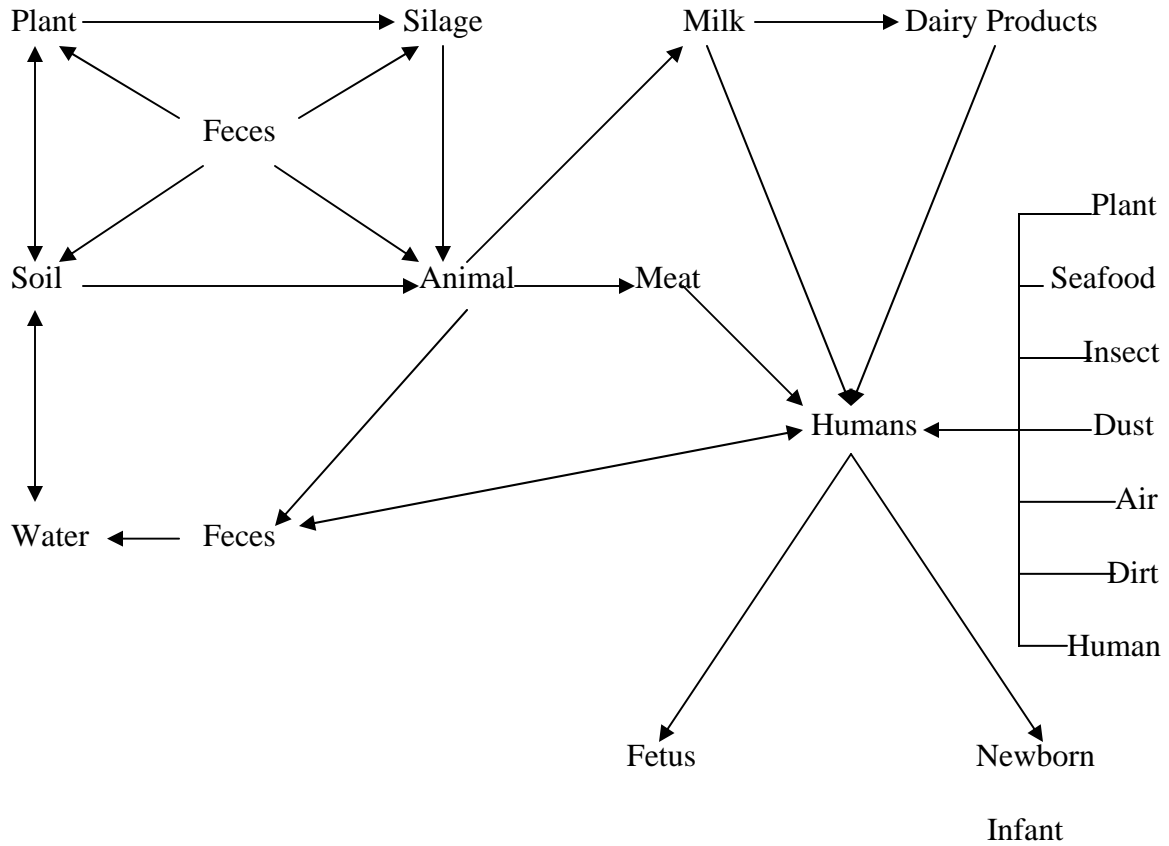 Plant Silage Milk Dairy Products
Feces
Plant
Soil Animal Meat Seafood
Insect
Humans Dust
Air
Water Feces
Dirt
Human
Fetus Newborn
Infant